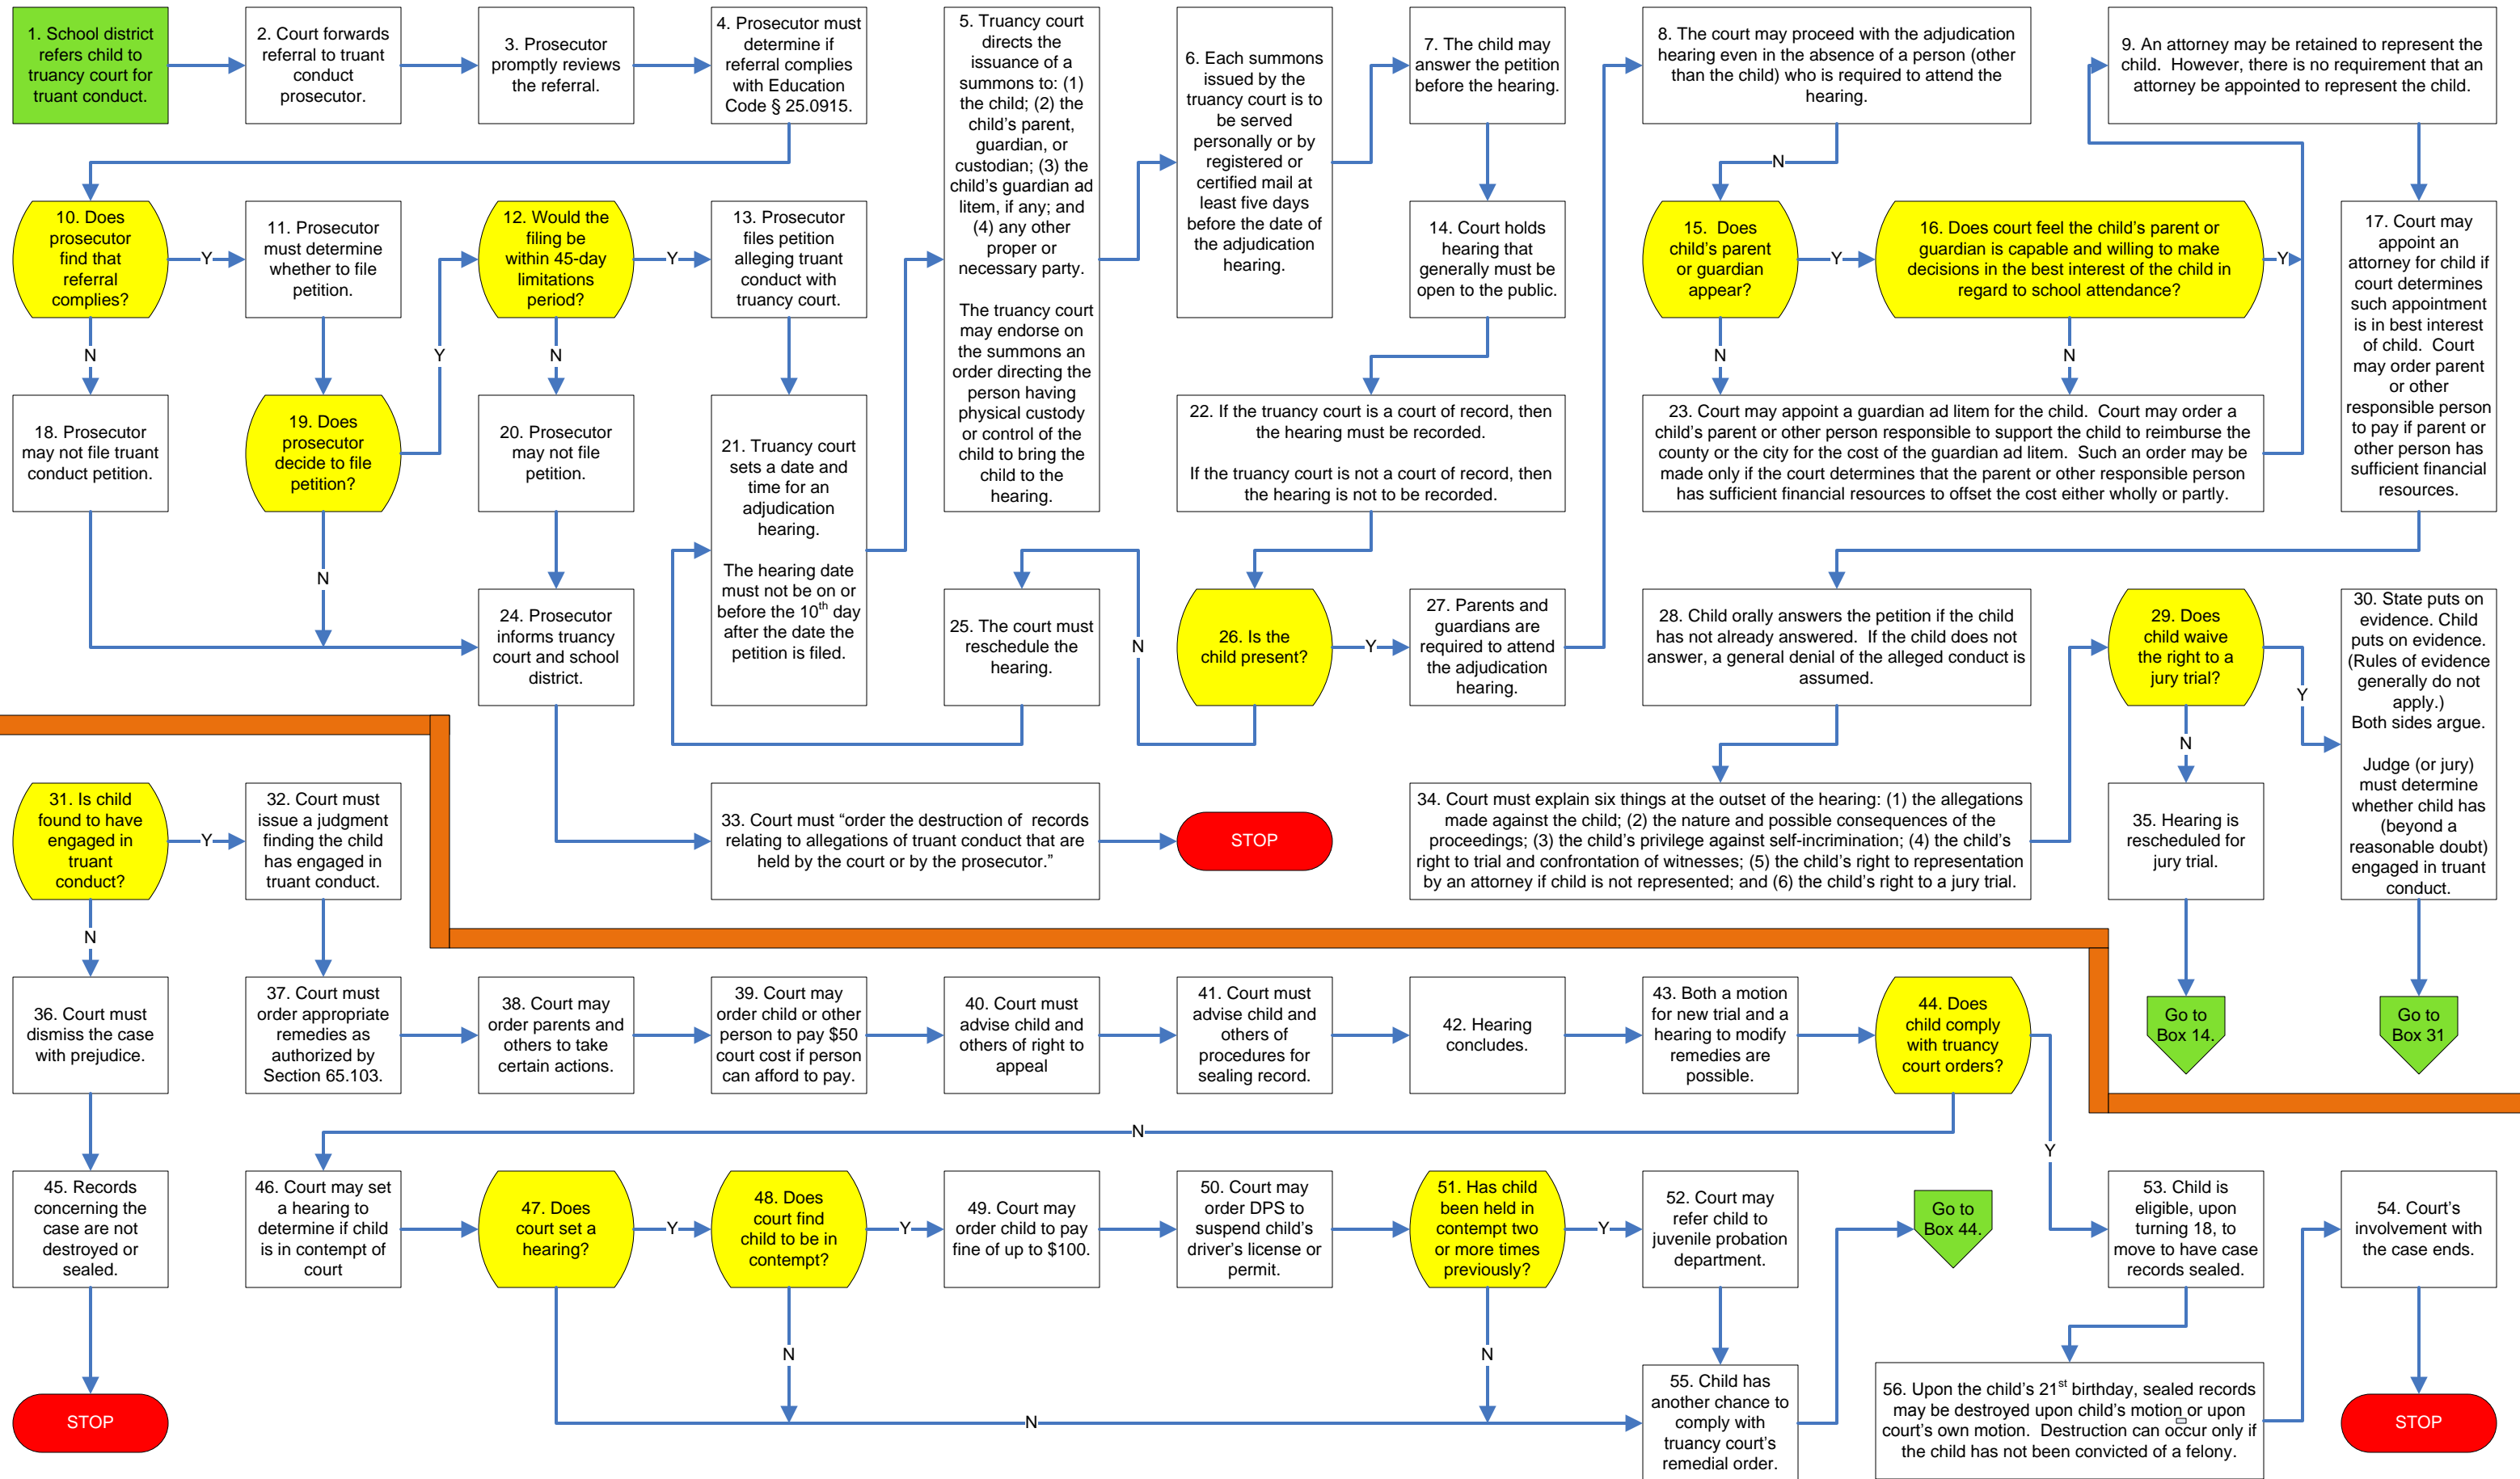 1. School district
refers child to
truancy court for
truant conduct.
2. Court forwards
referral to truant
conduct
prosecutor.
3. Prosecutor
promptly reviews
the referral.
4. Prosecutor must
determine if
referral complies
with Education
Code § 25.0915.
5. Truancy court
directs the
issuance of a
summons to: (1)
the child; (2) the
child’s parent,
guardian, or
custodian; (3) the
child’s guardian ad
litem, if any; and
(4) any other
proper or
necessary party.
The truancy court
may endorse on
the summons an
order directing the
person having
physical custody
or control of the
child to bring the
child to the
hearing.
6. Each summons
issued by the
truancy court is to
be served
personally or by
registered or
certified mail at
least five days
before the date of
the adjudication
hearing.
7. The child may
answer the petition
before the hearing.
8. The court may proceed with the adjudication
hearing even in the absence of a person (other
than the child) who is required to attend the
hearing.
9. An attorney may be retained to represent the
child. However, there is no requirement that an
attorney be appointed to represent the child.
N
10. Does
prosecutor
find that
referral
complies?
Y
N
11. Prosecutor
must determine
whether to file
petition.
12. Would the
filing be
within 45-day
limitations
period?
Y
N
Y
13. Prosecutor
files petition
alleging truant
conduct with
truancy court.
14. Court holds
hearing that
generally must be
open to the public.
15. Does
child’s parent
or guardian
appear?
Y
N
16. Does court feel the child’s parent or
guardian is capable and willing to make
decisions in the best interest of the child in
regard to school attendance?
Y
N
17. Court may
appoint an
attorney for child if
court determines
such appointment
is in best interest
of child. Court
may order parent
or other
responsible person
to pay if parent or
other person has
sufficient financial
resources.
18. Prosecutor
may not file truant
conduct petition.
19. Does
prosecutor
decide to file
petition?
N
20. Prosecutor
may not file
petition.
21. Truancy court
sets a date and
time for an
adjudication
hearing.
The hearing date
must not be on or
before the 10th day
after the date the
petition is filed.
22. If the truancy court is a court of record, then
the hearing must be recorded.
If the truancy court is not a court of record, then
the hearing is not to be recorded.
23. Court may appoint a guardian ad litem for the child. Court may order a
child’s parent or other person responsible to support the child to reimburse the
county or the city for the cost of the guardian ad litem. Such an order may be
made only if the court determines that the parent or other responsible person
has sufficient financial resources to offset the cost either wholly or partly.
24. Prosecutor
informs truancy
court and school
district.
25. The court must
reschedule the
hearing.
N
26. Is the
child present?
Y
27. Parents and
guardians are
required to attend
the adjudication
hearing.
28. Child orally answers the petition if the child
has not already answered. If the child does not
answer, a general denial of the alleged conduct is
assumed.
29. Does
child waive
the right to a
jury trial?
Y
N
30. State puts on
evidence. Child
puts on evidence.
(Rules of evidence
generally do not
apply.)
Both sides argue.
Judge (or jury)
must determine
whether child has
(beyond a
reasonable doubt)
engaged in truant
conduct.
31. Is child
found to have
engaged in
truant
conduct?
Y
N
32. Court must
issue a judgment
finding the child
has engaged in
truant conduct.
33. Court must “order the destruction of records
relating to allegations of truant conduct that are
held by the court or by the prosecutor.”
STOP
34. Court must explain six things at the outset of the hearing: (1) the allegations
made against the child; (2) the nature and possible consequences of the
proceedings; (3) the child’s privilege against self-incrimination; (4) the child’s
right to trial and confrontation of witnesses; (5) the child’s right to representation
by an attorney if child is not represented; and (6) the child’s right to a jury trial.
35. Hearing is
rescheduled for
jury trial.
36. Court must
dismiss the case
with prejudice.
37. Court must
order appropriate
remedies as
authorized by
Section 65.103.
38. Court may
order parents and
others to take
certain actions.
39. Court may
order child or other
person to pay $50
court cost if person
can afford to pay.
40. Court must
advise child and
others of right to
appeal
41. Court must
advise child and
others of
procedures for
sealing record.
42. Hearing
concludes.
43. Both a motion
for new trial and a
hearing to modify
remedies are
possible.
44. Does
child comply
with truancy
court orders?
N
Y
Go to
Box 14.
Go to
Box 31
45. Records
concerning the
case are not
destroyed or
sealed.
46. Court may set
a hearing to
determine if child
is in contempt of
court
47. Does
court set a
hearing?
Y
N
48. Does
court find
child to be in
contempt?
Y
N
49. Court may
order child to pay
fine of up to $100.
50. Court may
order DPS to
suspend child’s
driver’s license or
permit.
51. Has child
been held in
contempt two
or more times
previously?
Y
N
52. Court may
refer child to
juvenile probation
department.
Go to
Box 44.
53. Child is
eligible, upon
turning 18, to
move to have case
records sealed.
54. Court’s
involvement with
the case ends.
STOP
55. Child has
another chance to
comply with
truancy court’s
remedial order.
56. Upon the child’s 21st birthday, sealed records
may be destroyed upon child’s motion or upon
court’s own motion. Destruction can occur only if
the child has not been convicted of a felony.
STOP